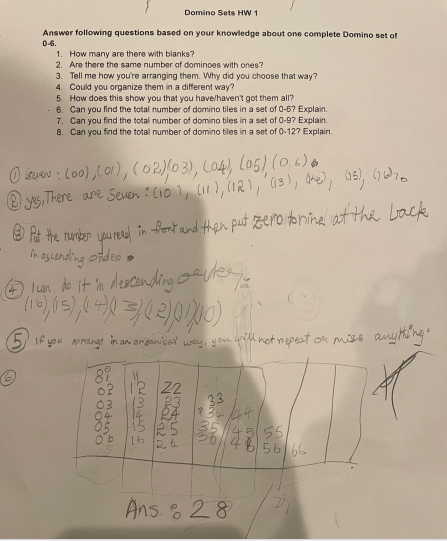 Domino Sets HW 1
Answer following questions based on your knowledge about one complete Domino set of
0-6.
1. How many are there with blanks?
2. Are there the same number of dominoes with ones?
3. Tell me how you're arranging them. Why did you choose that way?
4. Could you organize them in a different way?
5. How does this show you that you have/haven't got them all?
6. Can you find the total number of domino tiles in a set of 0-6? Explain.
7. Can you find the total number of domino tiles in a set of 0-9? Explain.
8. Can you find the total number of domino tiles in a set of 0-12? Explain.
① seven : (00), (01), (02) (03), (04), (05) (0.6).
② yes, There are Seven : (10), (11), (12), (13), (15), (16)
③ Put the number you need in front and then put zero to nine at the back
in ascending order.
④ I can do it in descending order.
(16), (15), (14) (13) (12) (11) (10)
⑤ If you arrange in an organised way, you will not repeat or miss anything.
⑥
01 11
02 12 22
03 13 23 33
04 14 24 34 44
05 15 25 35 45 55
06 16 26 36 46 56 66
Ans : 28